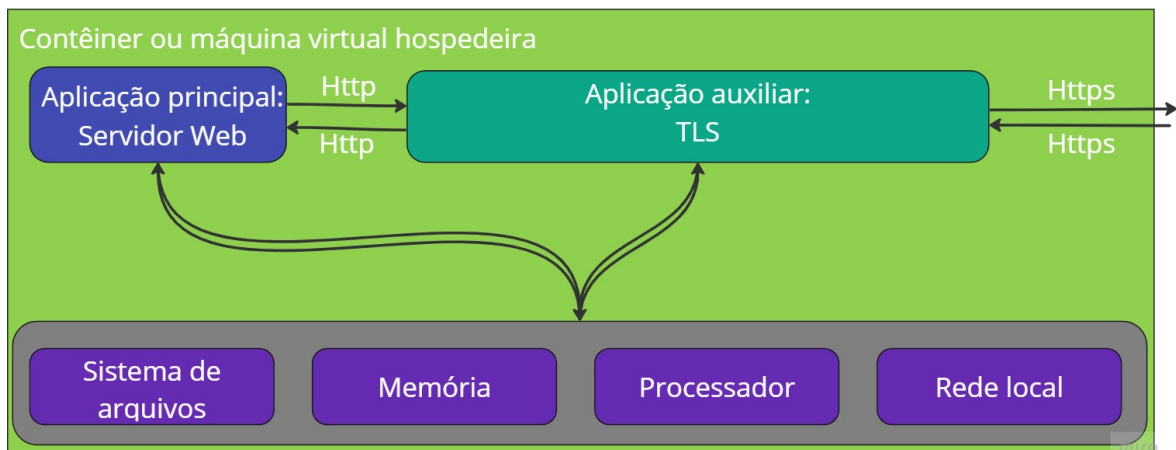 Contêiner ou máquina virtual hospedeira
Aplicação principal:
Servidor Web
Http
Http
Aplicação auxiliar:
TLS
Https
Https
Sistema de
arquivos
Memória
Processador
Rede local
miro